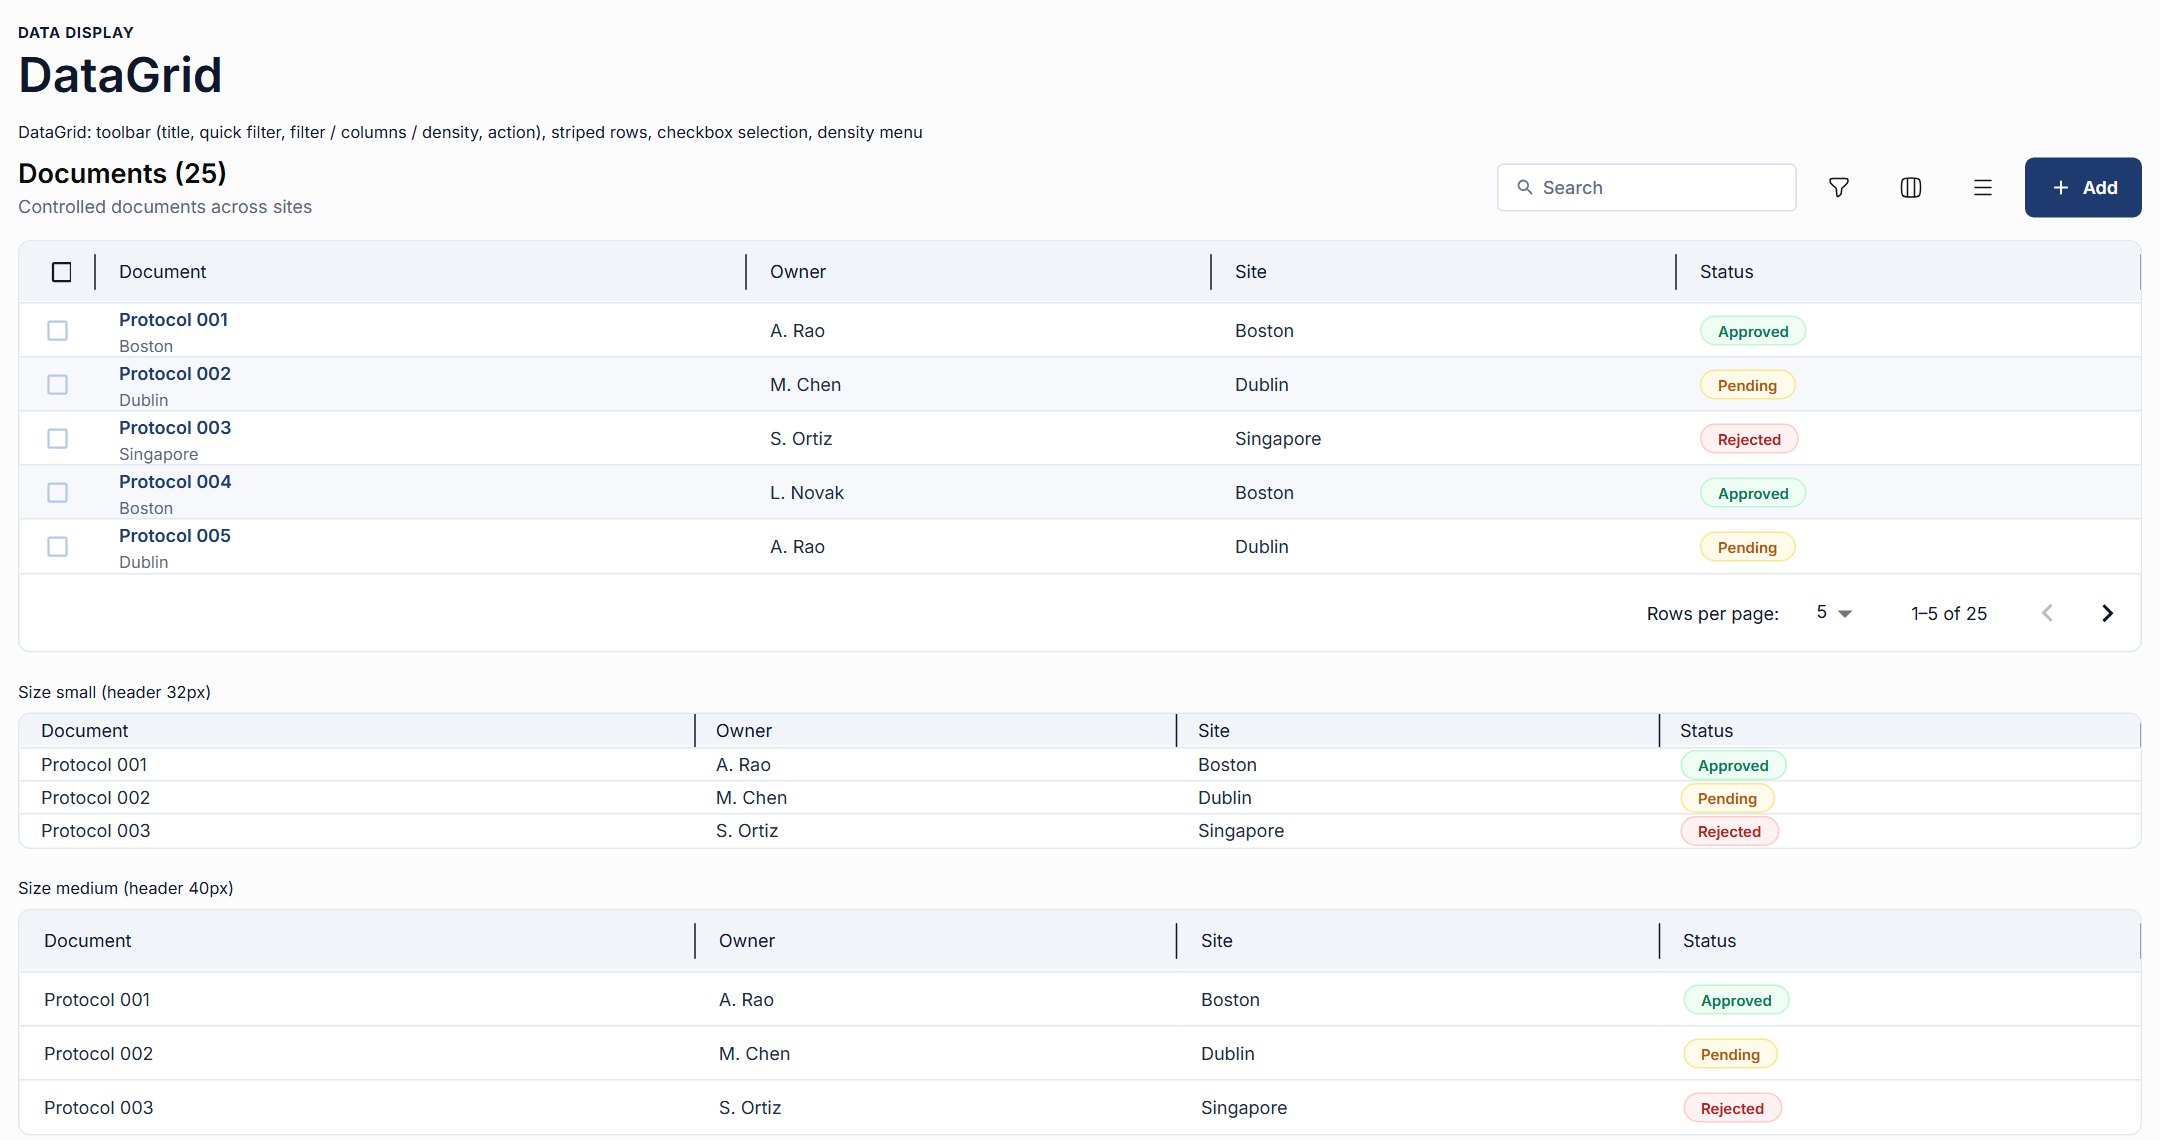 DATA DISPLAY
DataGrid
DataGrid: toolbar (title, quick filter, filter / columns / density, action), striped rows, checkbox selection, density menu
Documents (25)
Controlled documents across sites
Search
+ Add
Document Owner Site Status
Protocol 001
Boston
A. Rao Boston Approved
Protocol 002
Dublin
M. Chen Dublin Pending
Protocol 003
Singapore
S. Ortiz Singapore Rejected
Protocol 004
Boston
L. Novak Boston Approved
Protocol 005
Dublin
A. Rao Dublin Pending
Rows per page: 5 1–5 of 25
Size small (header 32px)
Document Owner Site Status
Protocol 001 A. Rao Boston Approved
Protocol 002 M. Chen Dublin Pending
Protocol 003 S. Ortiz Singapore Rejected
Size medium (header 40px)
Document Owner Site Status
Protocol 001 A. Rao Boston Approved
Protocol 002 M. Chen Dublin Pending
Protocol 003 S. Ortiz Singapore Rejected